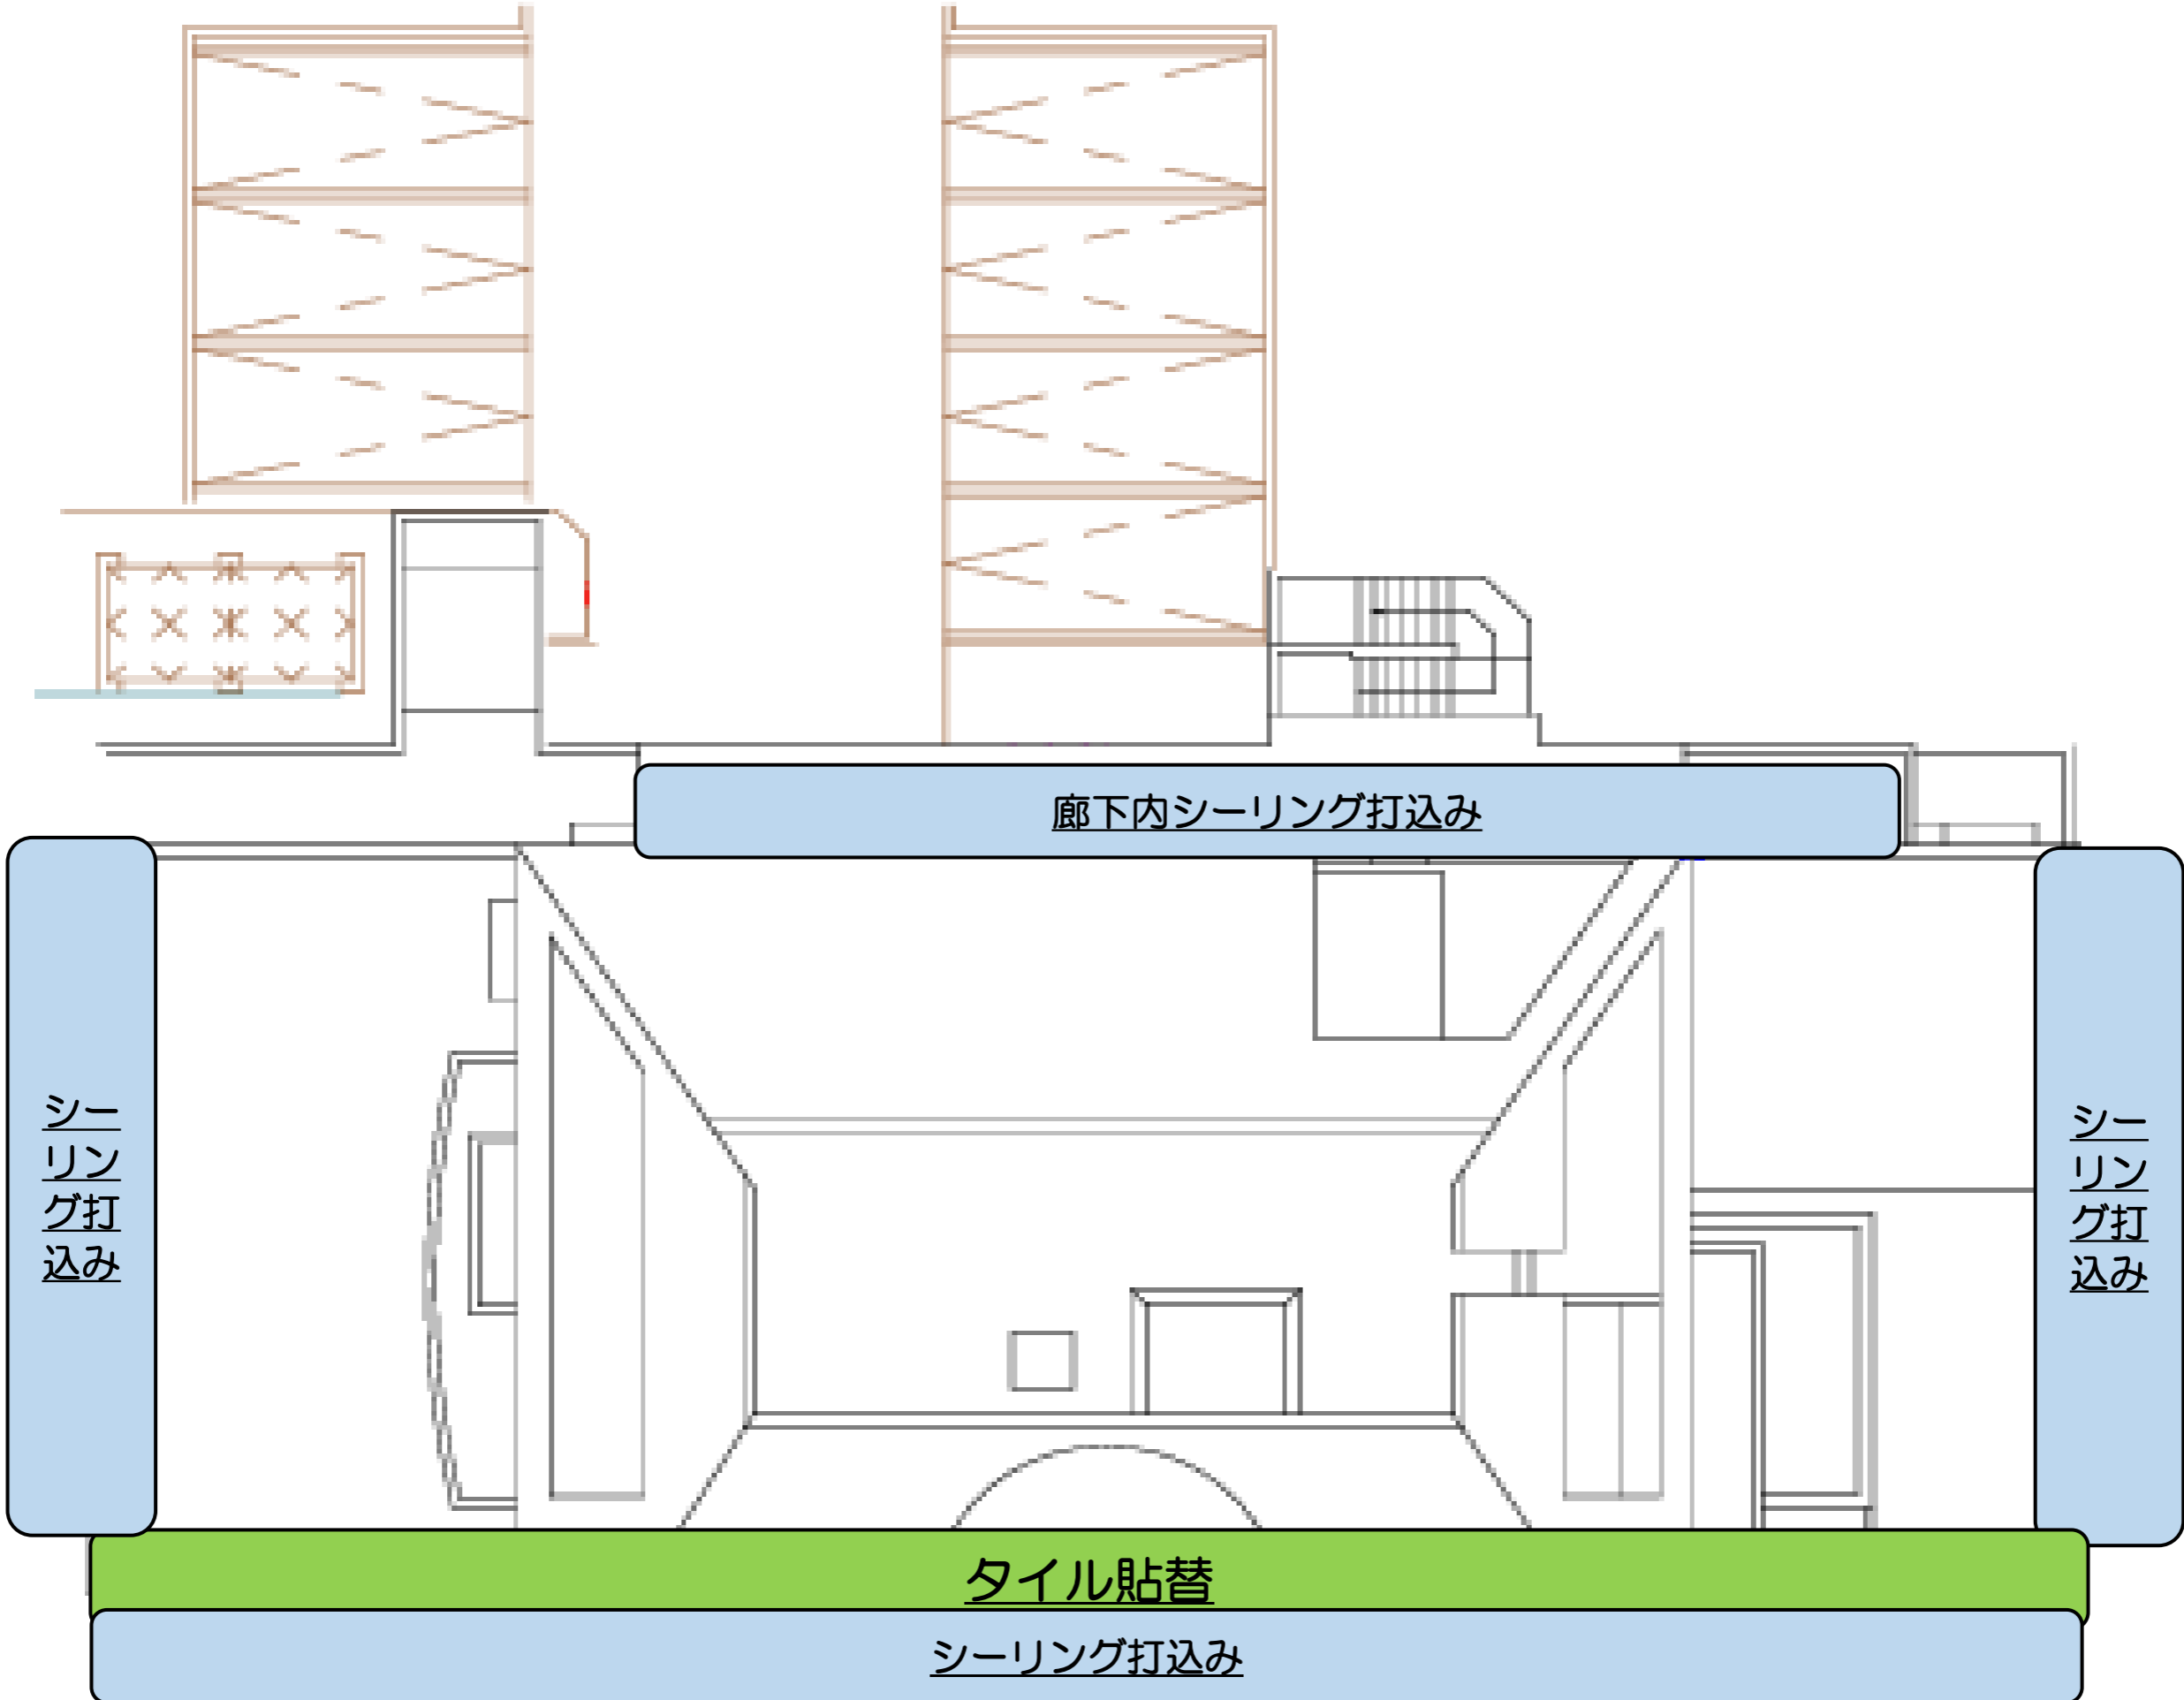 廊下内シーリング打込み
シー
リン
グ打
込み
シー
リン
グ打
込み
タイル貼替
シーリング打込み